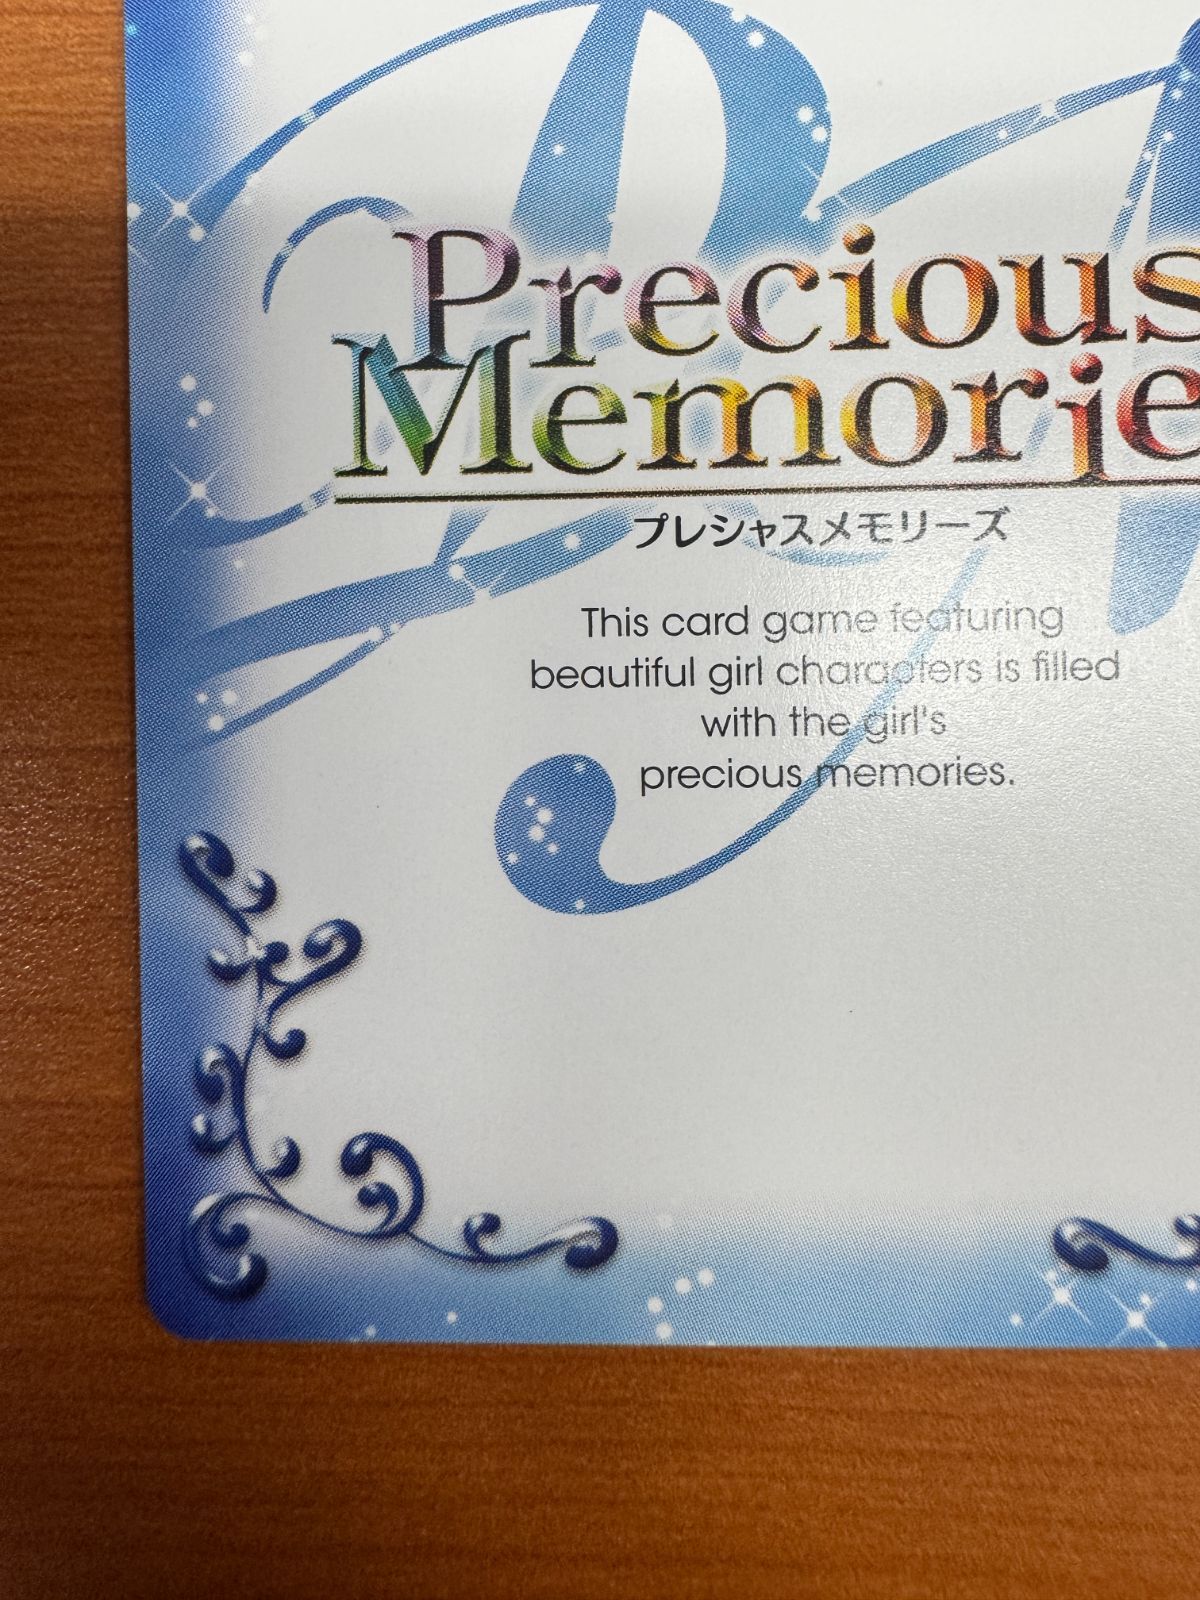 Precious
Memorie
プレシャスメモリーズ
This card game featuring
beautiful girl characters is filled
with the girl's
precious memories.